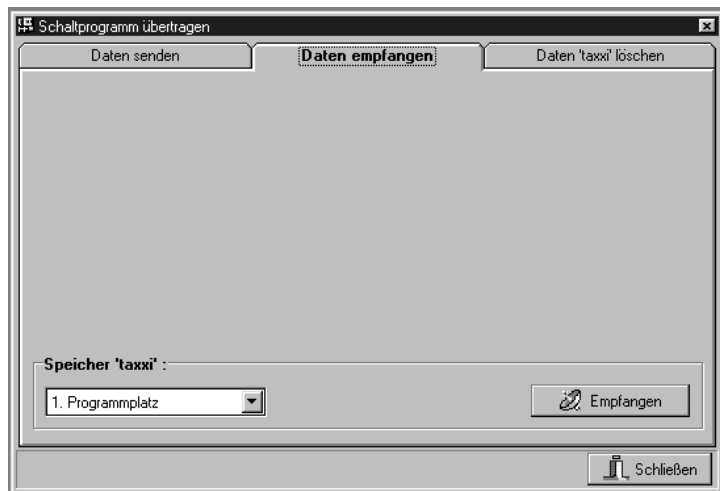 Schaltprogramm übertragen
Daten senden
Daten empfangen
Daten 'taxxi' löschen
Speicher 'taxxi' :
1. Programmplatz
Empfangen
Schließen